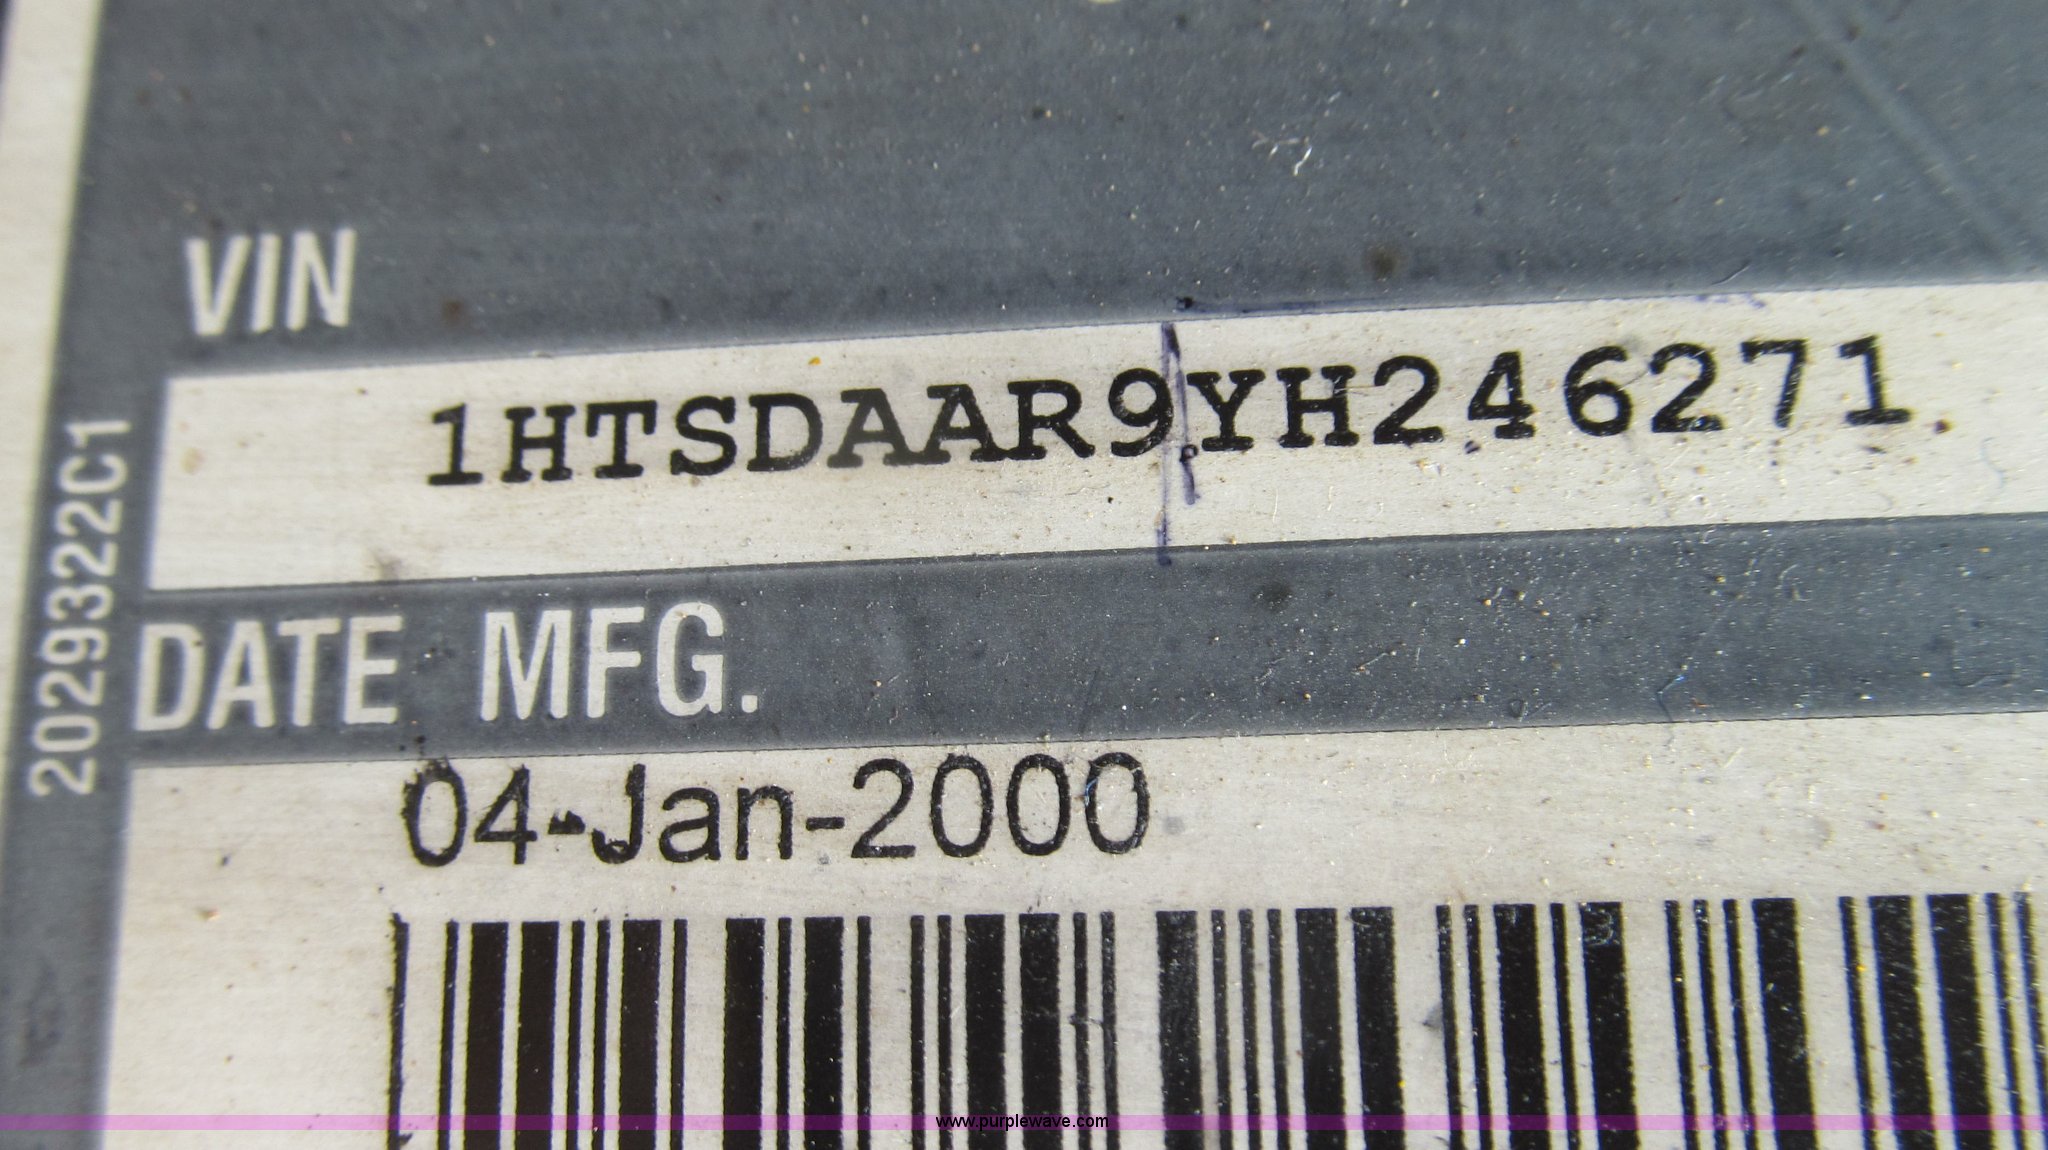 VIN
1HTSDAAR9YH246271
DATE MFG.
04-Jan-2000
2029322C1
www.purplewave.com